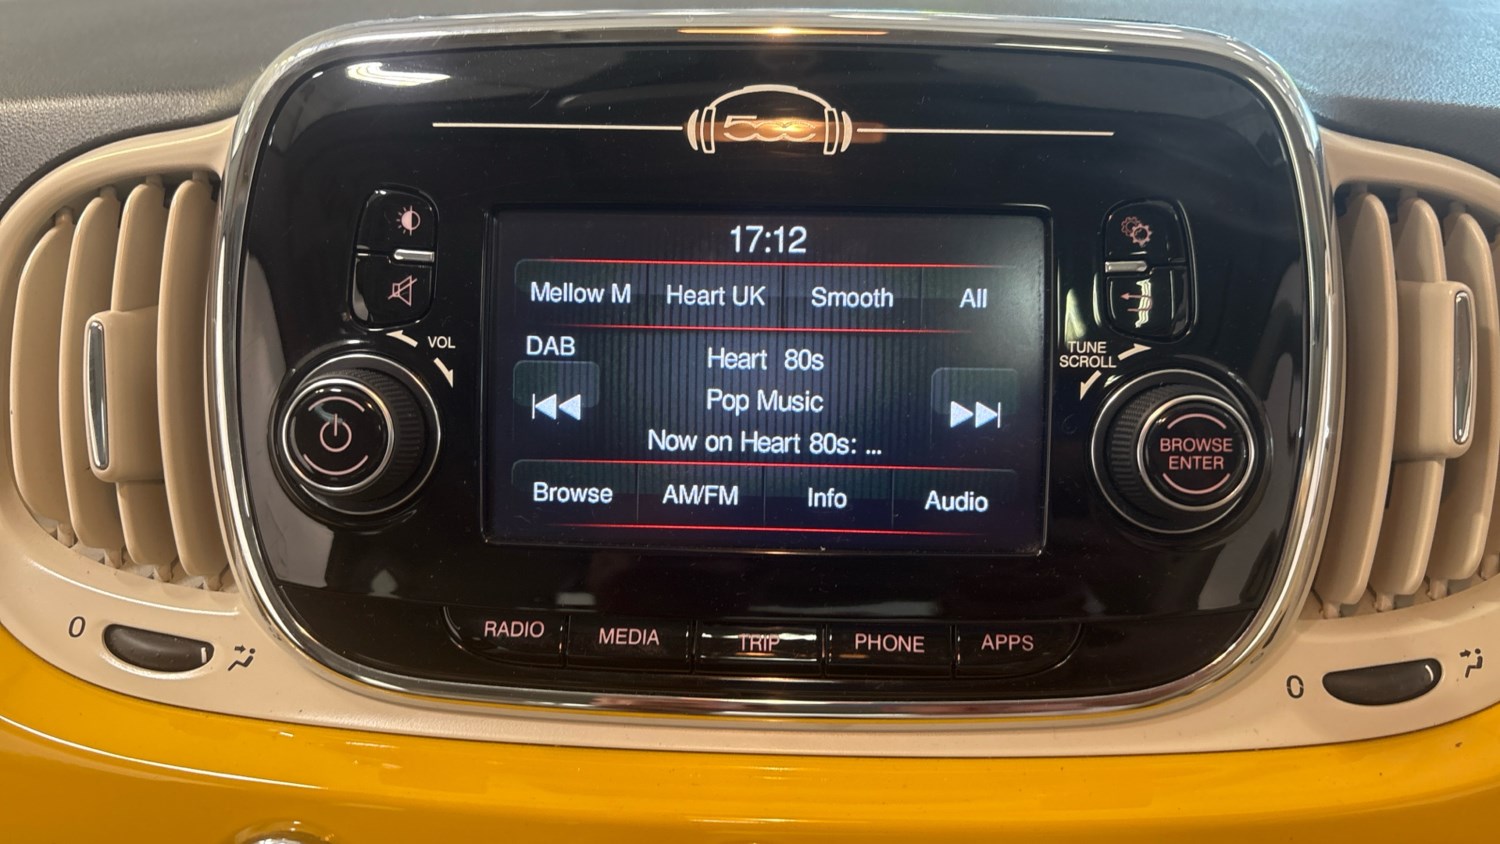 500
17:12
Mellow M Heart UK Smooth All
DAB
Heart 80s
Pop Music
Now on Heart 80s: ...
Browse AM/FM Info Audio
VOL
TUNE
SCROLL
BROWSE
ENTER
RADIO MEDIA TRIP PHONE APPS
0
0